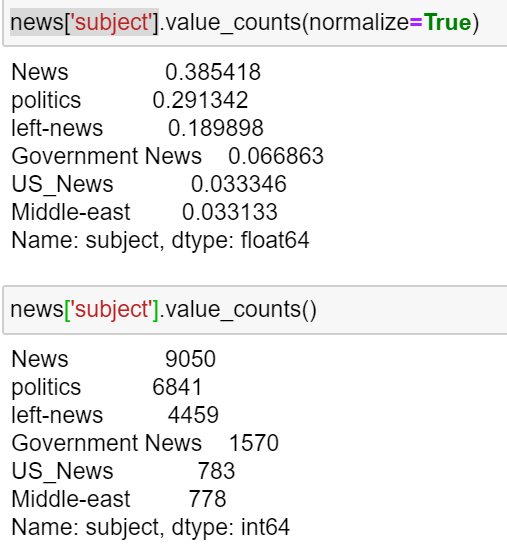 news['subject'].value_counts(normalize=True)
News 0.385418
politics 0.291342
left-news 0.189898
Government News 0.066863
US_News 0.033346
Middle-east 0.033133
Name: subject, dtype: float64
news['subject'].value_counts()
News 9050
politics 6841
left-news 4459
Government News 1570
US_News 783
Middle-east 778
Name: subject, dtype: int64